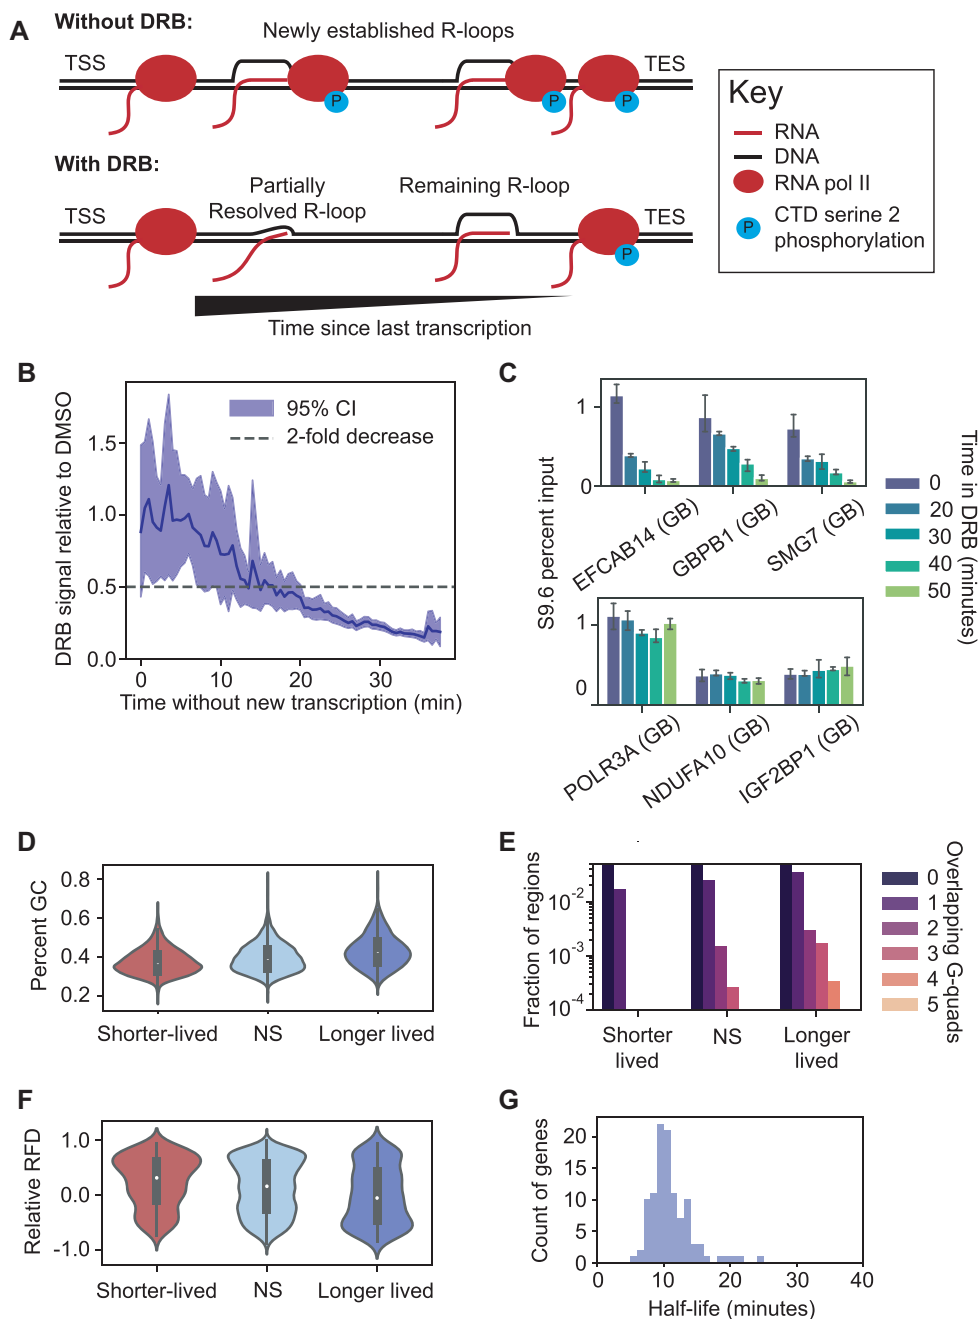 A
Without DRB:
Newly established R-loops
TSS
TES
P
P
P
With DRB:
Partially
Resolved R-loop
Remaining R-loop
TSS
TES
P
Time since last transcription
Key
RNA
DNA
RNA pol II
P
CTD serine 2
phosphorylation
B
DRB signal relative to DMSO
1.5
1.0
0.5
0.0
95% CI
2-fold decrease
0
10
20
30
Time without new transcription (min)
C
S9.6 percent input
1
0
EFCAB14 (GB)
GBPB1 (GB)
SMG7 (GB)
1
0
POLR3A (GB)
NDUFA10 (GB)
IGF2BP1 (GB)
0
20
30
40
50
Time in DRB (minutes)
D
Percent GC
0.8
0.6
0.4
0.2
Shorter-lived
NS
Longer lived
E
Fraction of regions
10-2
10-3
10-4
Shorter
lived
NS
Longer
lived
0
1
2
3
4
5
Overlapping G-quads
F
Relative RFD
1.0
0.0
-1.0
Shorter-lived
NS
Longer lived
G
Count of genes
20
15
10
5
0
0
10
20
30
40
Half-life (minutes)